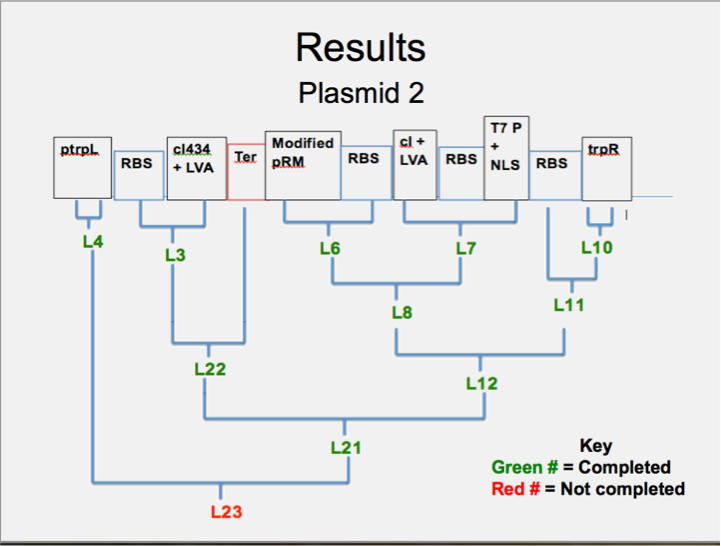 Results
Plasmid 2
ptrpL
RBS
cI434
+ LVA
Ter
Modified
pRM
RBS
cI +
LVA
RBS
T7 P
+
NLS
RBS
trpR
L4
L3
L6
L7
L10
L8
L11
L22
L12
L21
L23
Key
Green # = Completed
Red # = Not completed